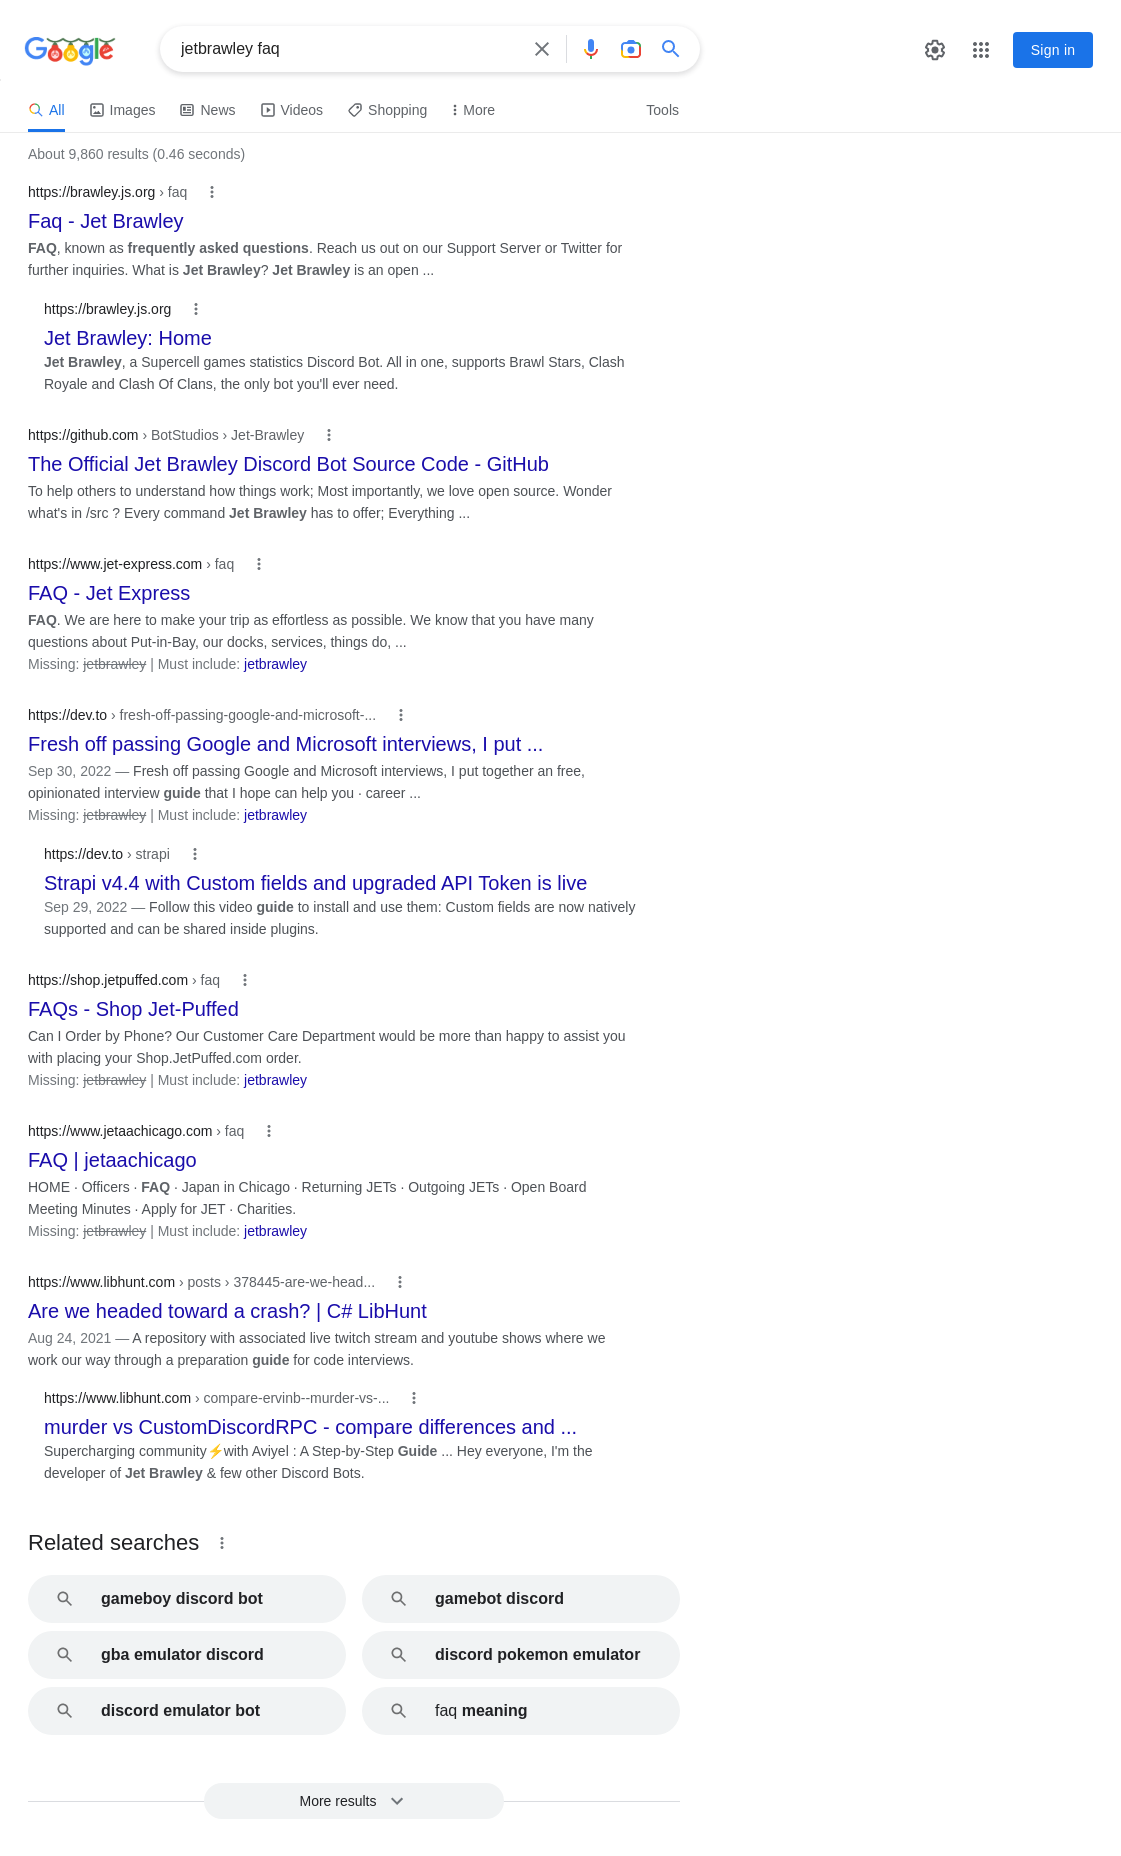 Google
jetbrawley faq
Sign in
All Images News Videos Shopping More Tools
About 9,860 results (0.46 seconds)
https://brawley.js.org › faq
Faq - Jet Brawley
FAQ, known as frequently asked questions. Reach us out on our Support Server or Twitter for
further inquiries. What is Jet Brawley? Jet Brawley is an open ...
https://brawley.js.org
Jet Brawley: Home
Jet Brawley, a Supercell games statistics Discord Bot. All in one, supports Brawl Stars, Clash
Royale and Clash Of Clans, the only bot you'll ever need.
https://github.com › BotStudios › Jet-Brawley
The Official Jet Brawley Discord Bot Source Code - GitHub
To help others to understand how things work; Most importantly, we love open source. Wonder
what's in /src ? Every command Jet Brawley has to offer; Everything ...
https://www.jet-express.com › faq
FAQ - Jet Express
FAQ. We are here to make your trip as effortless as possible. We know that you have many
questions about Put-in-Bay, our docks, services, things do, ...
Missing: jetbrawley | Must include: jetbrawley
https://dev.to › fresh-off-passing-google-and-microsoft-...
Fresh off passing Google and Microsoft interviews, I put ...
Sep 30, 2022 — Fresh off passing Google and Microsoft interviews, I put together an free,
opinionated interview guide that I hope can help you · career ...
Missing: jetbrawley | Must include: jetbrawley
https://dev.to › strapi
Strapi v4.4 with Custom fields and upgraded API Token is live
Sep 29, 2022 — Follow this video guide to install and use them: Custom fields are now natively
supported and can be shared inside plugins.
https://shop.jetpuffed.com › faq
FAQs - Shop Jet-Puffed
Can I Order by Phone? Our Customer Care Department would be more than happy to assist you
with placing your Shop.JetPuffed.com order.
Missing: jetbrawley | Must include: jetbrawley
https://www.jetaachicago.com › faq
FAQ | jetaachicago
HOME · Officers · FAQ · Japan in Chicago · Returning JETs · Outgoing JETs · Open Board
Meeting Minutes · Apply for JET · Charities.
Missing: jetbrawley | Must include: jetbrawley
https://www.libhunt.com › posts › 378445-are-we-head...
Are we headed toward a crash? | C# LibHunt
Aug 24, 2021 — A repository with associated live twitch stream and youtube shows where we
work our way through a preparation guide for code interviews.
https://www.libhunt.com › compare-ervinb--murder-vs-...
murder vs CustomDiscordRPC - compare differences and ...
Supercharging community⚡with Aviyel : A Step-by-Step Guide ... Hey everyone, I'm the
developer of Jet Brawley & few other Discord Bots.
Related searches
gameboy discord bot
gamebot discord
gba emulator discord
discord pokemon emulator
discord emulator bot
faq meaning
More results